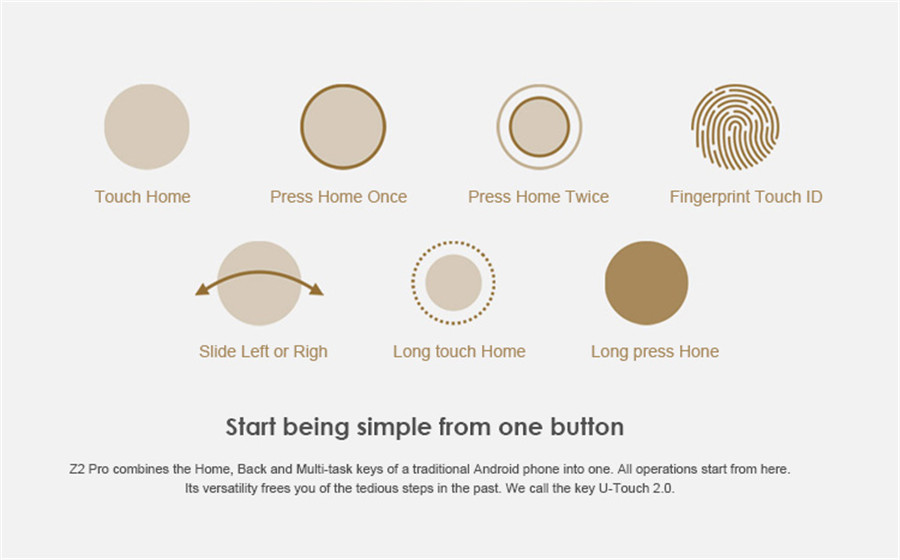 Touch Home
Press Home Once
Press Home Twice
Fingerprint Touch ID
Slide Left or Righ
Long touch Home
Long press Hone
Start being simple from one button
Z2 Pro combines the Home, Back and Multi-task keys of a traditional Android phone into one. All operations start from here.
Its versatility frees you of the tedious steps in the past. We call the key U-Touch 2.0.